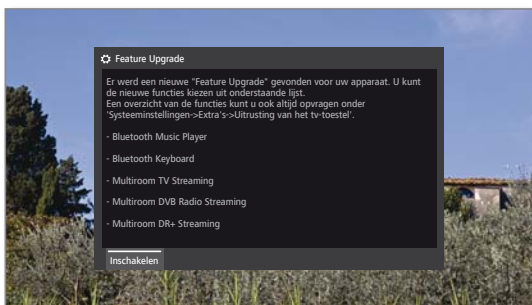 Feature Upgrade
Er werd een nieuwe "Feature Upgrade" gevonden voor uw apparaat. U kunt
de nieuwe functies kiezen uit onderstaande lijst.
Een overzicht van de functies kunt u ook altijd opvragen onder
'Systeeminstellingen->Extra's->Uitrusting van het tv-toestel'.
- Bluetooth Music Player
- Bluetooth Keyboard
- Multiroom TV Streaming
- Multiroom DVB Radio Streaming
- Multiroom DR+ Streaming
Inschakelen